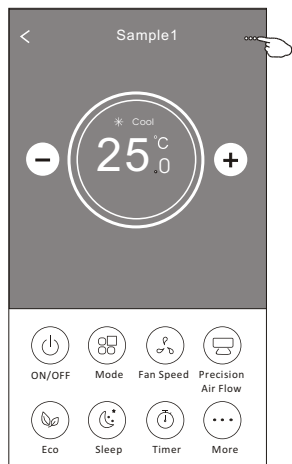 Sample1
Cool
25.0°C
ON/OFF
Mode
Fan Speed
Precision
Air Flow
Eco
Sleep
Timer
More